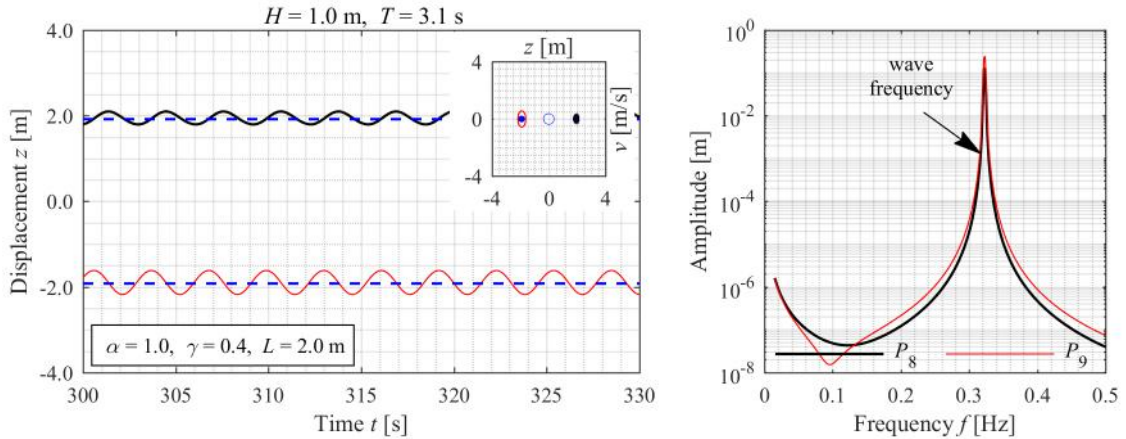 H = 1.0 m, T = 3.1 s
4.0
2.0
0.0
-2.0
-4.0
Displacement z [m]
300 305 310 315 320 325 330
Time t [s]
z [m]
4
0
-4
v [m/s]
-4 0 4
α = 1.0, γ = 0.4, L = 2.0 m
10^0
10^-2
10^-4
10^-6
10^-8
Amplitude [m]
wave
frequency
P_8 P_9
0 0.1 0.2 0.3 0.4 0.5
Frequency f [Hz]